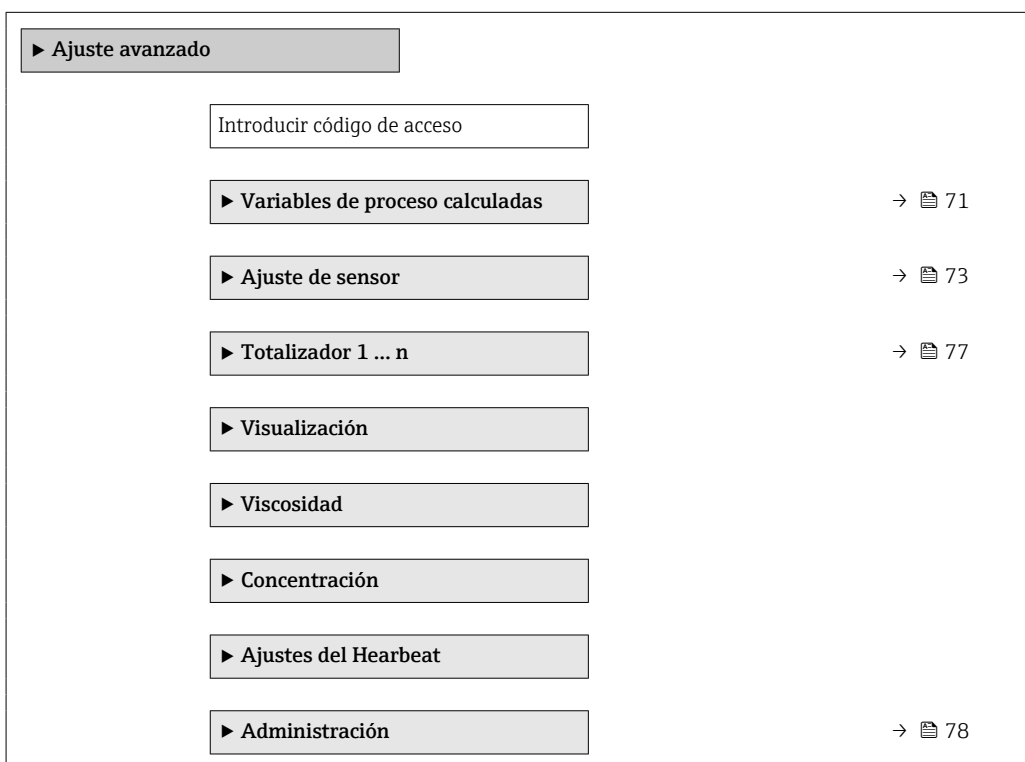 ▶ Ajuste avanzado
Introducir código de acceso
▶ Variables de proceso calculadas → 71
▶ Ajuste de sensor → 73
▶ Totalizador 1 ... n → 77
▶ Visualización
▶ Viscosidad
▶ Concentración
▶ Ajustes del Hearbeat
▶ Administración → 78